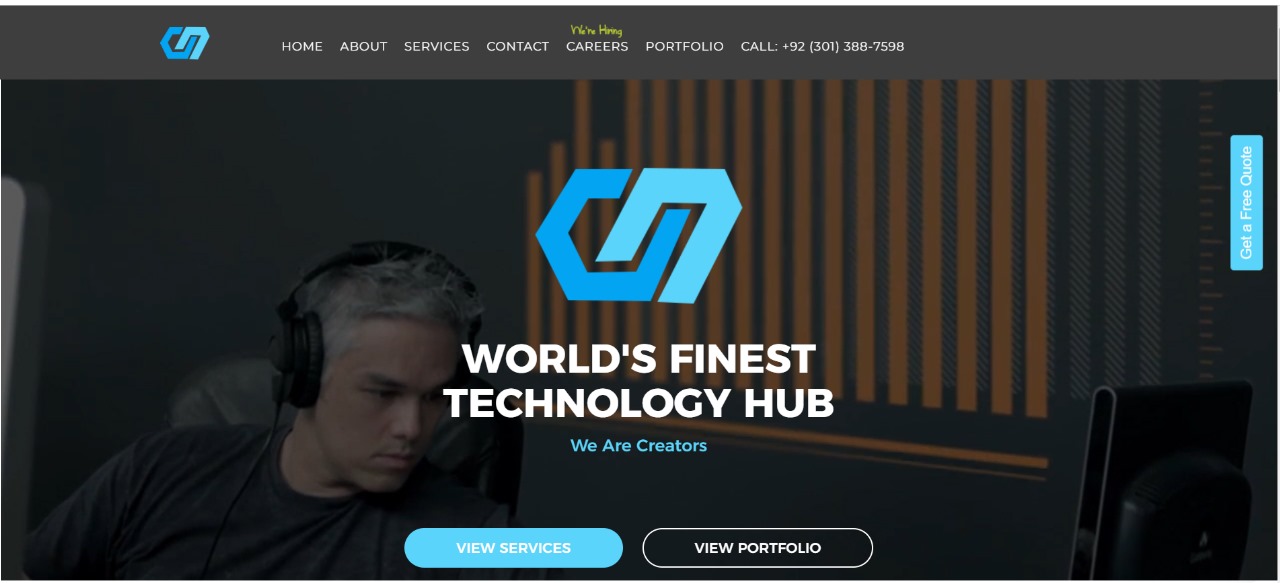 We're Hiring
HOME ABOUT SERVICES CONTACT CAREERS PORTFOLIO CALL: +92 (301) 388-7598
Get a Free Quote
WORLD'S FINEST
TECHNOLOGY HUB
We Are Creators
VIEW SERVICES VIEW PORTFOLIO